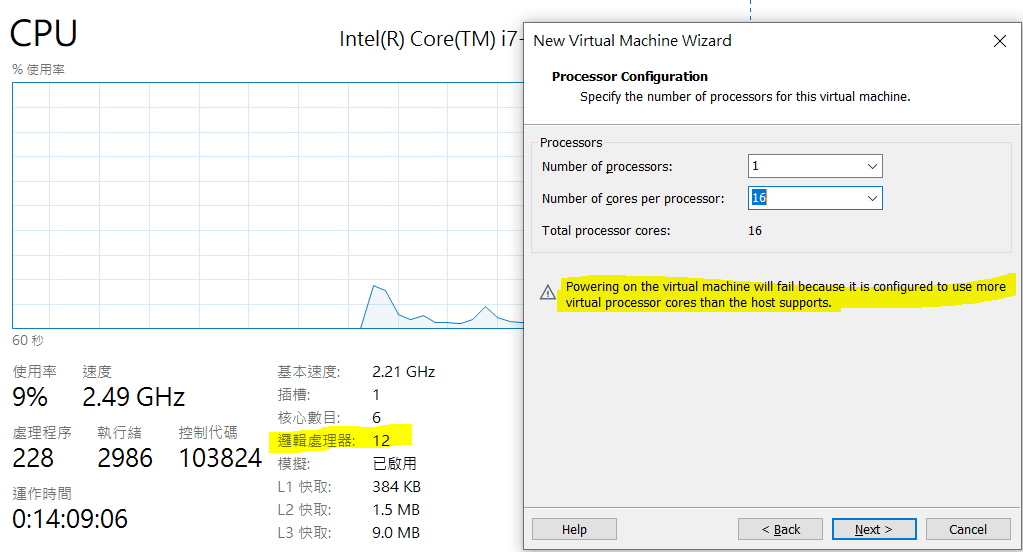 CPU
Intel(R) Core(TM) i7-
% 使用率
60 秒
使用率
速度
9%
2.49 GHz
處理程序
執行緒
控制代碼
228
2986
103824
運作時間
0:14:09:06
基本速度: 2.21 GHz
插槽: 1
核心數目: 6
邏輯處理器: 12
模擬: 已啟用
L1 快取: 384 KB
L2 快取: 1.5 MB
L3 快取: 9.0 MB
New Virtual Machine Wizard
Processor Configuration
Specify the number of processors for this virtual machine.
Processors
Number of processors: 1
Number of cores per processor: 16
Total processor cores: 16
Powering on the virtual machine will fail because it is configured to use more
virtual processor cores than the host supports.
Help
< Back
Next >
Cancel